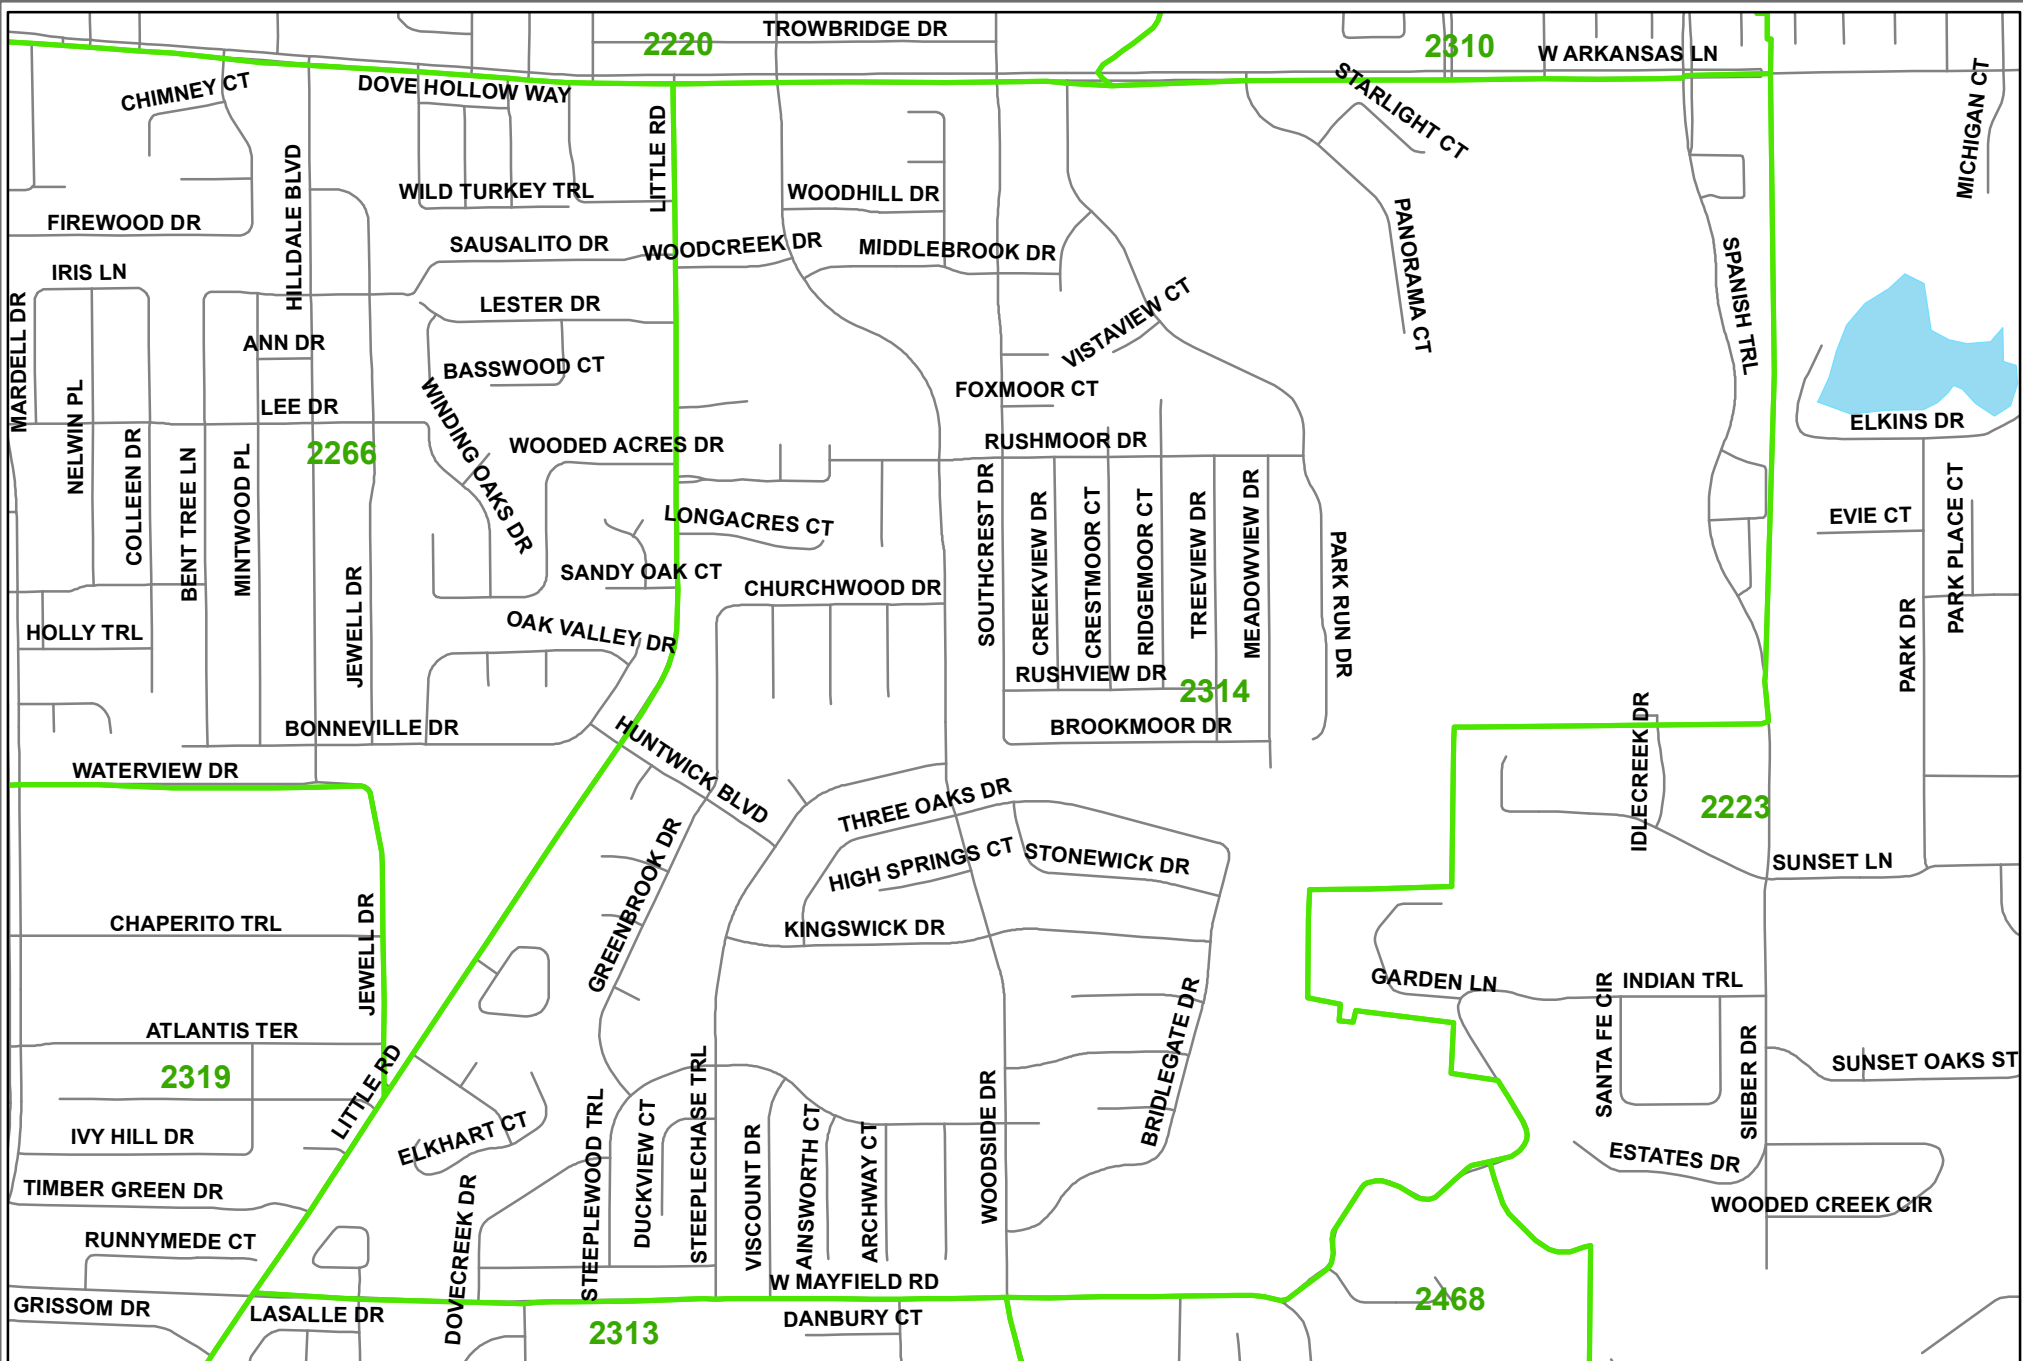 TROWBRIDGE DR
2220
2310
W ARKANSAS LN
CHIMNEY CT
DOVE HOLLOW WAY
STARLIGHT CT
MICHIGAN CT
LITTLE RD
HILLDALE BLVD
WILD TURKEY TRL
WOODHILL DR
FIREWOOD DR
PANORAMA CT
SAUSALITO DR
WOODCREEK DR
MIDDLEBROOK DR
SPANISH TRL
IRIS LN
LESTER DR
VISTAVIEW CT
MARDELL DR
ANN DR
BASSWOOD CT
FOXMOOR CT
NELWIN PL
LEE DR
WINDING OAKS DR
ELKINS DR
2266
WOODED ACRES DR
RUSHMOOR DR
COLLEEN DR
BENT TREE LN
MINTWOOD PL
LONGACRES CT
SOUTHCREST DR
CREEKVIEW DR
CRESTMOOR CT
RIDGEMOOR CT
TREEVIEW DR
MEADOWVIEW DR
PARK RUN DR
EVIE CT
PARK PLACE CT
JEWELL DR
SANDY OAK CT
CHURCHWOOD DR
HOLLY TRL
OAK VALLEY DR
PARK DR
RUSHVIEW DR
2314
BONNEVILLE DR
HUNTWICK BLVD
BROOKMOOR DR
IDLECREEK DR
WATERVIEW DR
THREE OAKS DR
2223
GREENBROOK DR
HIGH SPRINGS CT
STONEWICK DR
SUNSET LN
CHAPERITO TRL
JEWELL DR
KINGSWICK DR
GARDEN LN
SANTA FE CIR
INDIAN TRL
ATLANTIS TER
BRIDLEGATE DR
SIEBER DR
2319
LITTLE RD
SUNSET OAKS ST
IVY HILL DR
ELKHART CT
STEEPLEWOOD TRL
DUCKVIEW CT
STEEPLECHASE TRL
VISCOUNT DR
AINSWORTH CT
ARCHWAY CT
WOODSIDE DR
ESTATES DR
TIMBER GREEN DR
DOVECREEK DR
WOODED CREEK CIR
RUNNYMEDE CT
W MAYFIELD RD
GRISSOM DR
LASALLE DR
2313
DANBURY CT
2468